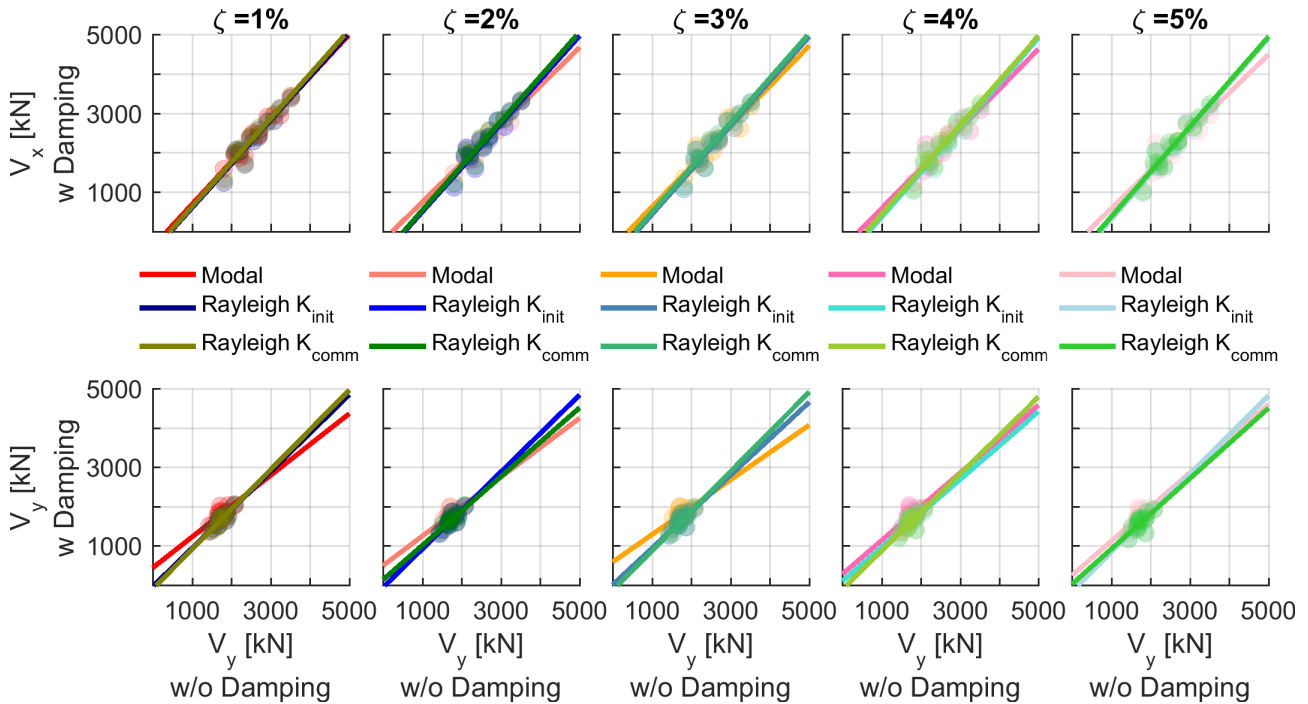 ζ =1% ζ =2% ζ =3% ζ =4% ζ =5%
5000
3000
1000
V_x [kN]
w Damping
Modal Modal Modal Modal Modal
Rayleigh K_init Rayleigh K_init Rayleigh K_init Rayleigh K_init Rayleigh K_init
Rayleigh K_comm Rayleigh K_comm Rayleigh K_comm Rayleigh K_comm Rayleigh K_comm
5000
3000
1000
V_y [kN]
w Damping
1000 3000 5000 1000 3000 5000 1000 3000 5000 1000 3000 5000 1000 3000 5000
V_y [kN] V_y [kN] V_y [kN] V_y [kN] V_y [kN]
w/o Damping w/o Damping w/o Damping w/o Damping w/o Damping